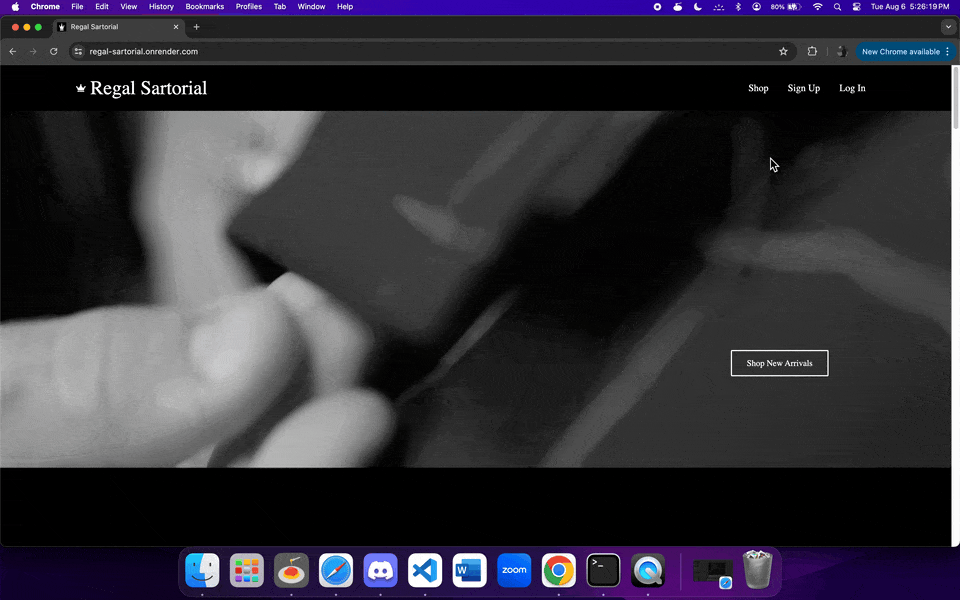 Chrome File Edit View History Bookmarks Profiles Tab Window Help 80% Tue Aug 6 5:26:19 PM
Regal Sartorial
regal-sartorial.onrender.com New Chrome available
Regal Sartorial Shop Sign Up Log In
Shop New Arrivals
zoom